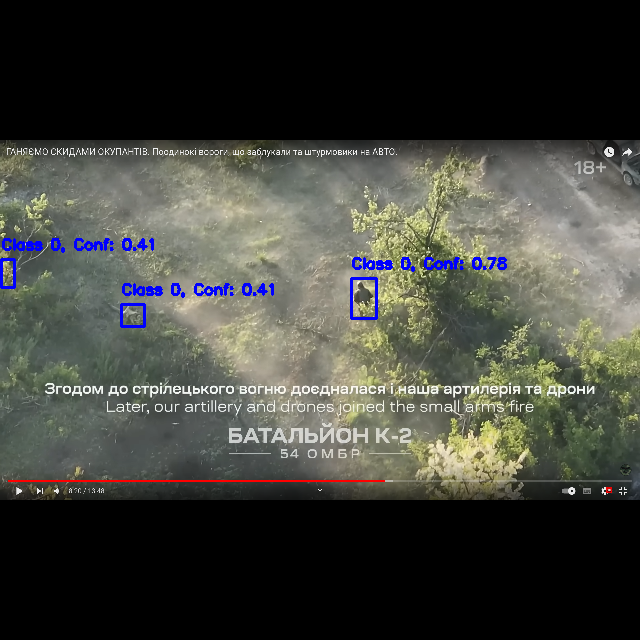 ГАНЯЄМО СКИДАМИ ОКУПАНТІВ. Поодинокі вороги, що заблукали та штурмовики на АВТО.
18+
Class 0, Conf: 0.41
Class 0, Conf: 0.78
Class 0, Conf: 0.41
Згодом до стрілецького вогню доєдналася і наша артилерія та дрони
Later, our artillery and drones joined the small arms fire
БАТАЛЬЙОН К-2
54 ОМБР
8:20 / 13:48